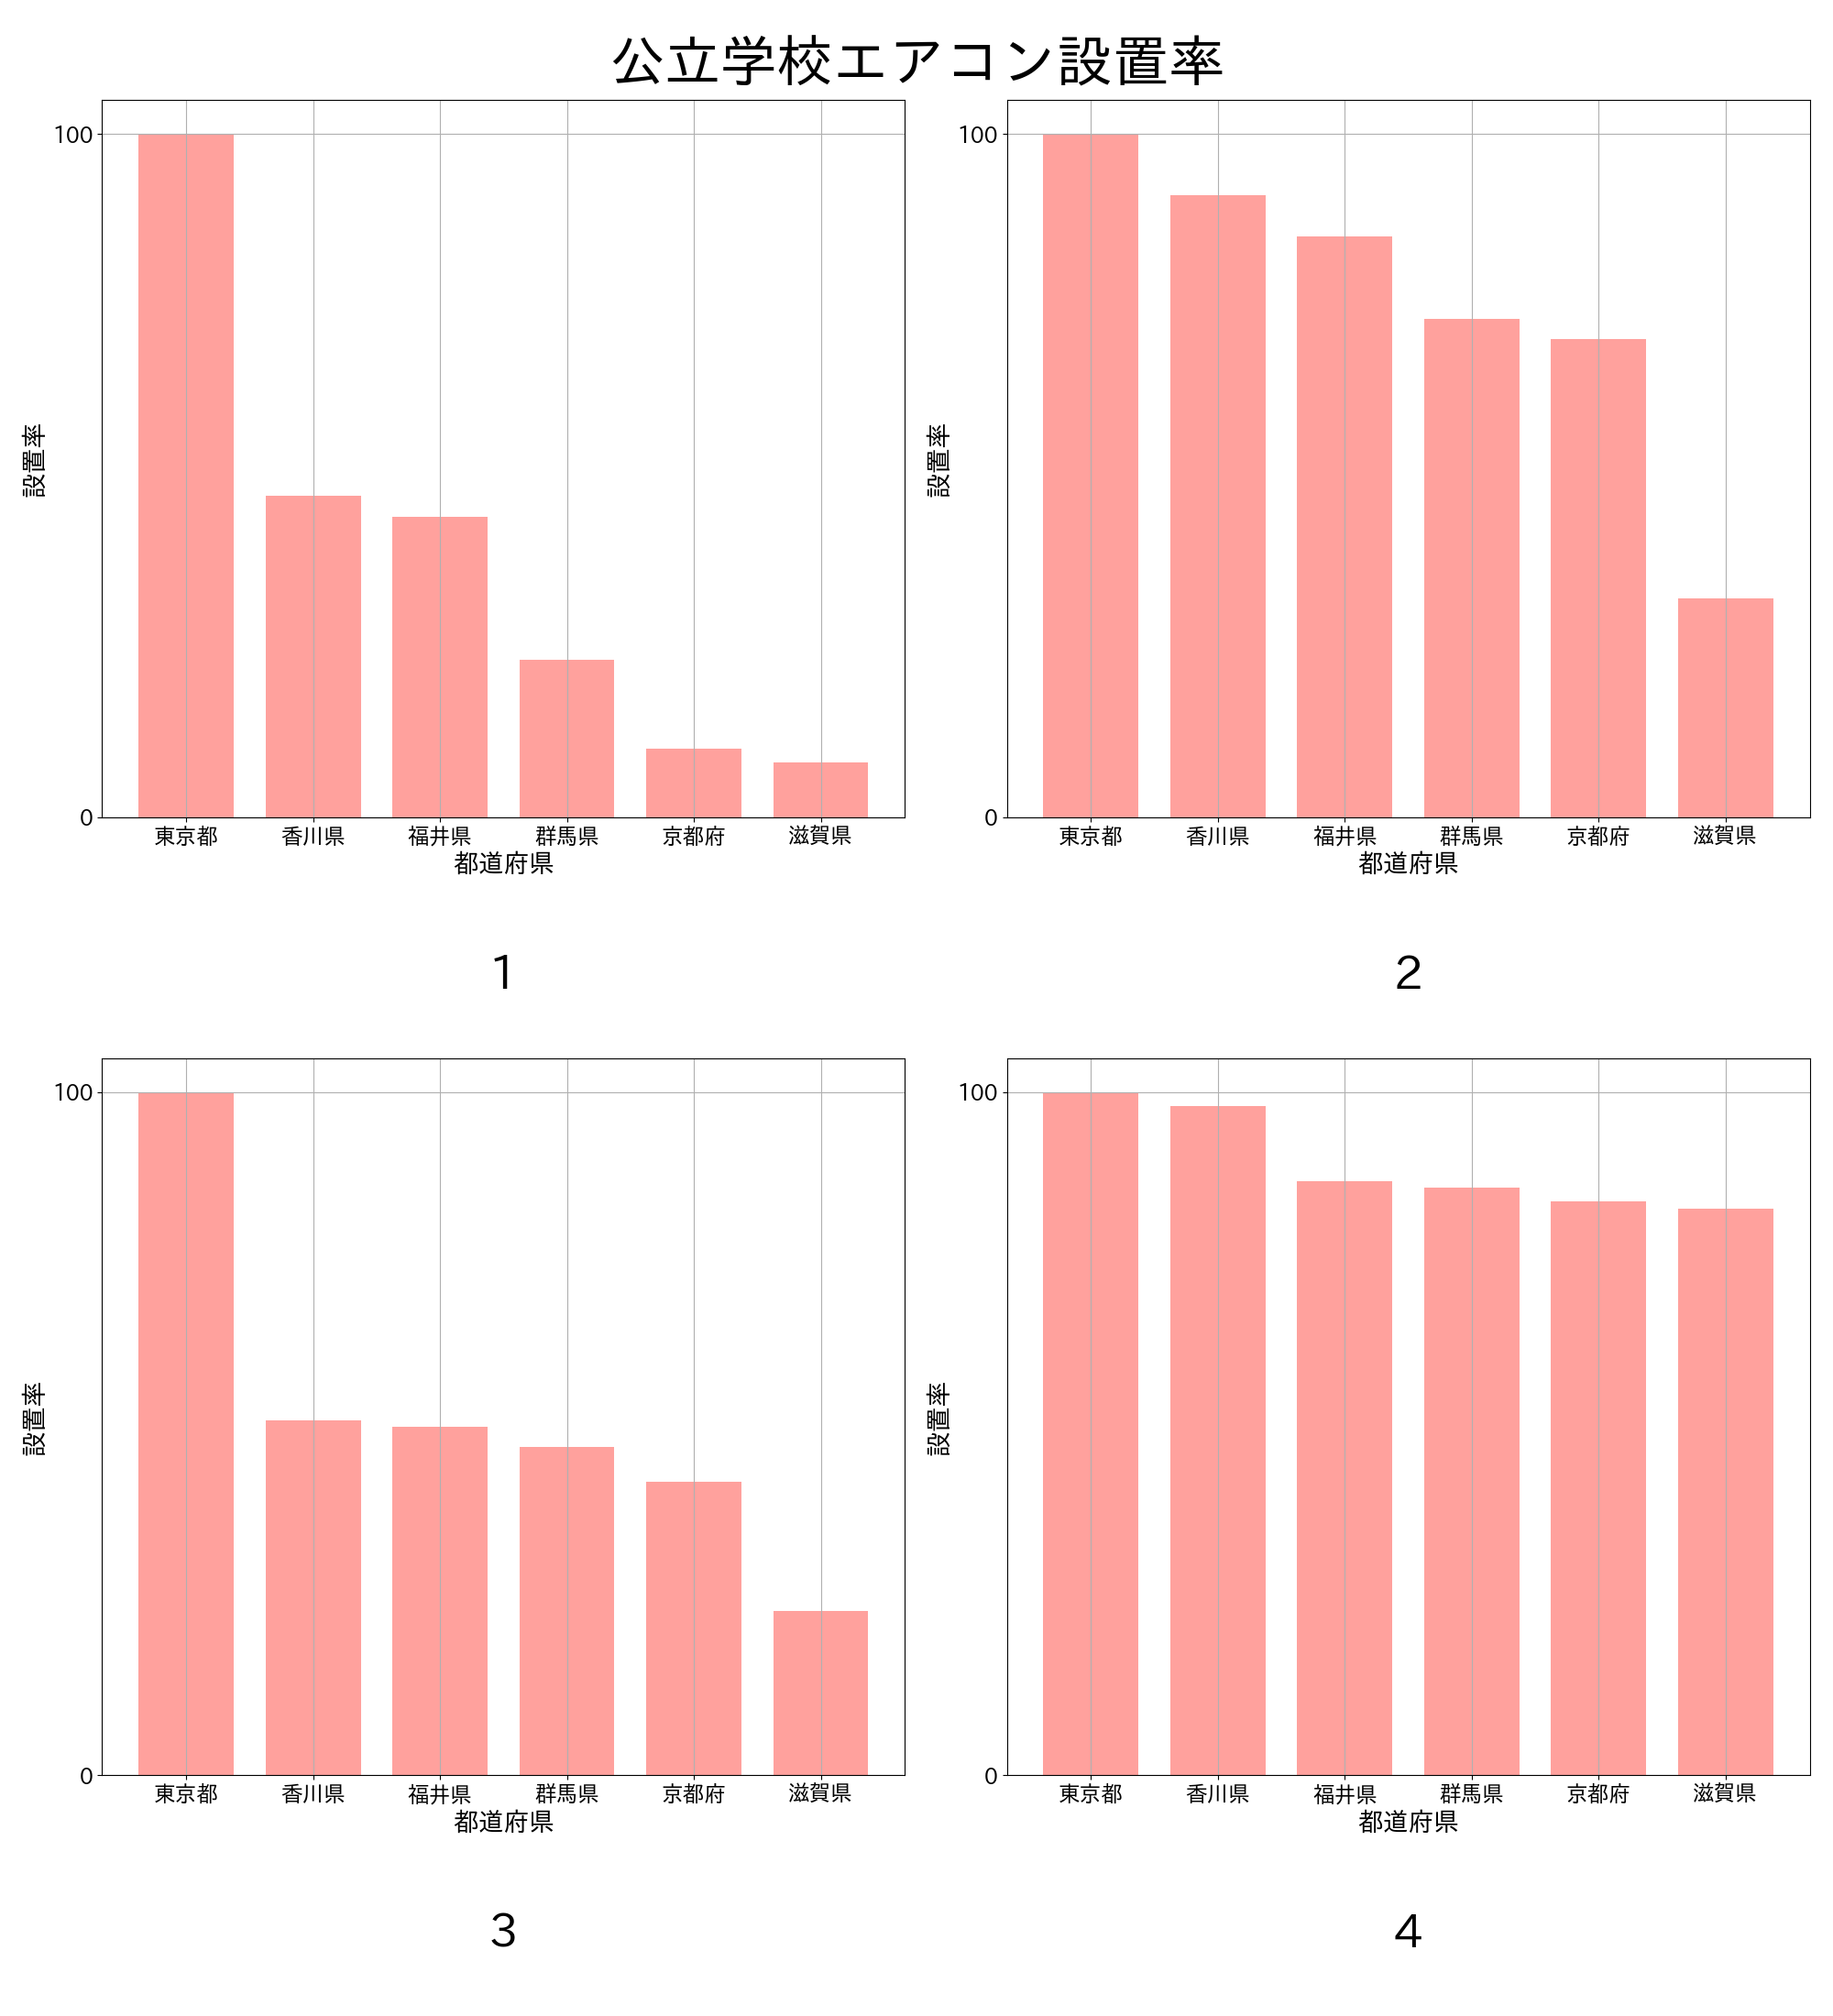 公立学校エアコン設置率
100
0
設置率
東京都 香川県 福井県 群馬県 京都府 滋賀県
都道府県
1
100
0
設置率
東京都 香川県 福井県 群馬県 京都府 滋賀県
都道府県
2
100
0
設置率
東京都 香川県 福井県 群馬県 京都府 滋賀県
都道府県
3
100
0
設置率
東京都 香川県 福井県 群馬県 京都府 滋賀県
都道府県
4